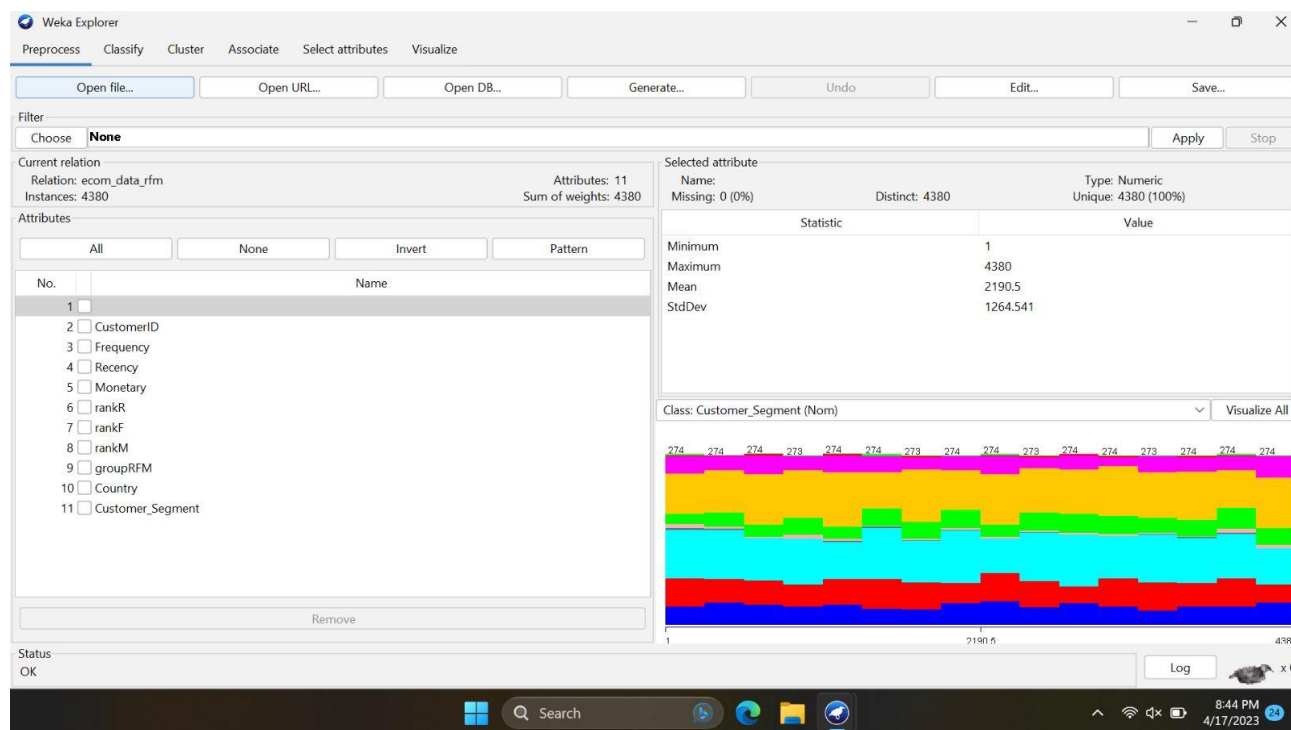 Weka Explorer
Preprocess Classify Cluster Associate Select attributes Visualize
Open file... Open URL... Open DB... Generate... Undo Edit... Save...
Filter
Choose None Apply Stop
Current relation
Relation: ecom_data_rfm Attributes: 11
Instances: 4380 Sum of weights: 4380
Attributes
All None Invert Pattern
No. Name
1
2 CustomerID
3 Frequency
4 Recency
5 Monetary
6 rankR
7 rankF
8 rankM
9 groupRFM
10 Country
11 Customer_Segment
Remove
Selected attribute
Name: Type: Numeric
Missing: 0 (0%) Distinct: 4380 Unique: 4380 (100%)
Statistic Value
Minimum 1
Maximum 4380
Mean 2190.5
StdDev 1264.541
Class: Customer_Segment (Nom) Visualize All
274 274 274 273 274 274 273 274 274 273 274 274 273 274 274 274
1 2190.5 438
Status
OK
Log x
Search
8:44 PM
4/17/2023 24